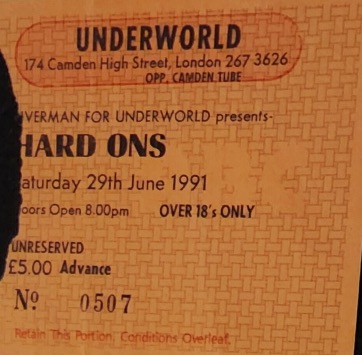 UNDERWORLD
174 Camden High Street, London 267 3626
OPP. CAMDEN TUBE
VERMAN FOR UNDERWORLD presents-
HARD ONS
aturday 29th June 1991
oors Open 8.00pm OVER 18's ONLY
UNRESERVED
£5.00 Advance
Nº 0507
Retain This Portion, Conditions Overleaf.